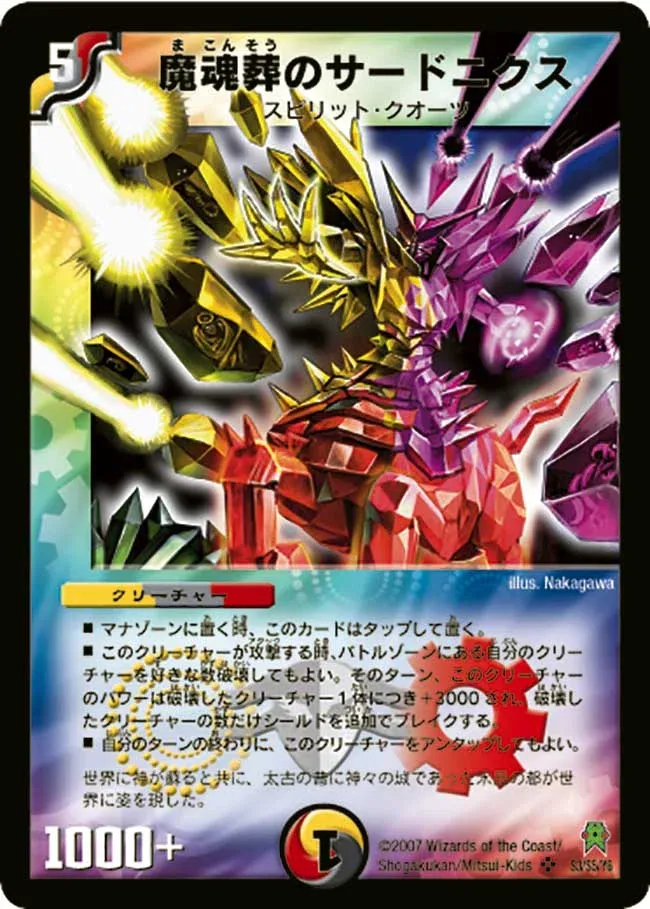 5
ま こん そう
魔魂葬のサードニクス
スピリット・クオーツ
illus. Nakagawa
クリーチャー
■ マナゾーンに置く時、このカードはタップして置く。
■ このクリーチャーが攻撃する時、バトルゾーンにある自分のクリー
チャーを好きな数破壊してもよい。そのターン、このクリーチャー
のパワーは破壊したクリーチャー1体につき+3000され、破壊し
たクリーチャーの数だけシールドを追加でブレイクする。
■ 自分のターンの終わりに、このクリーチャーをアンタップしてもよい。
世界に神が蘇ると共に、太古の昔に神々の城であった水晶の都が世
界に姿を現した。
1000+
©2007 Wizards of the Coast/
Shogakukan/Mitsui-Kids
S3/S5/Y6